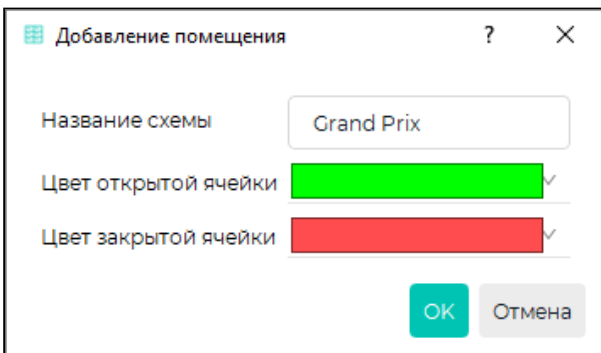 Добавление помещения ?
Название схемы Grand Prix
Цвет открытой ячейки
Цвет закрытой ячейки
OK Отмена